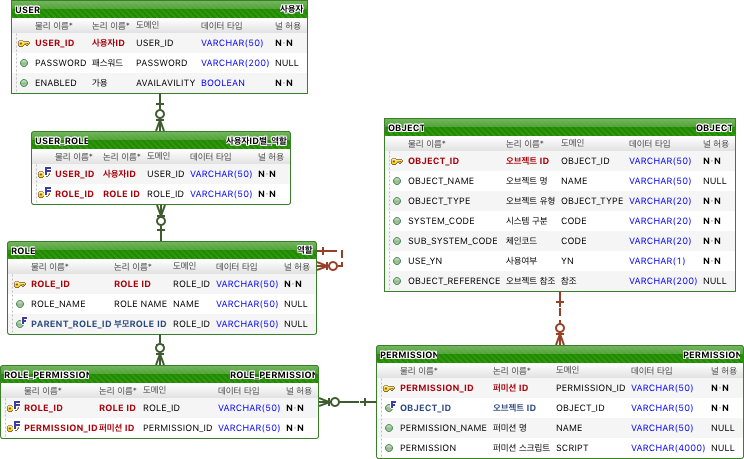 USER 사용자
물리 이름* 논리 이름* 도메인 데이터 타입 널 허용
USER_ID 사용자ID USER_ID VARCHAR(50) N·N
PASSWORD 패스워드 PASSWORD VARCHAR(200) NULL
ENABLED 가용 AVAILAVILITY BOOLEAN N·N
USER_ROLE 사용자ID별_역할
물리 이름* 논리 이름* 도메인 데이터 타입 널 허용
USER_ID 사용자ID USER_ID VARCHAR(50) N·N
ROLE_ID ROLE ID ROLE_ID VARCHAR(50) N·N
ROLE 역할
물리 이름* 논리 이름* 도메인 데이터 타입 널 허용
ROLE_ID ROLE ID ROLE_ID VARCHAR(50) N·N
ROLE_NAME ROLE NAME NAME VARCHAR(50) NULL
PARENT_ROLE_ID 부모ROLE ID ROLE_ID VARCHAR(50) NULL
ROLE_PERMISSION ROLE_PERMISSION
물리 이름* 논리 이름* 도메인 데이터 타입 널 허용
ROLE_ID ROLE ID ROLE_ID VARCHAR(50) N·N
PERMISSION_ID 퍼미션 ID PERMISSION_ID VARCHAR(50) N·N
OBJECT OBJECT
물리 이름* 논리 이름* 도메인 데이터 타입 널 허용
OBJECT_ID 오브젝트 ID OBJECT_ID VARCHAR(50) N·N
OBJECT_NAME 오브젝트 명 NAME VARCHAR(50) NULL
OBJECT_TYPE 오브젝트 유형 OBJECT_TYPE VARCHAR(20) N·N
SYSTEM_CODE 시스템 구분 CODE VARCHAR(20) N·N
SUB_SYSTEM_CODE 체인코드 CODE VARCHAR(20) N·N
USE_YN 사용여부 YN VARCHAR(1) N·N
OBJECT_REFERENCE 오브젝트 참조 참조 VARCHAR(200) NULL
PERMISSION PERMISSION
물리 이름* 논리 이름* 도메인 데이터 타입 널 허용
PERMISSION_ID 퍼미션 ID PERMISSION_ID VARCHAR(50) N·N
OBJECT_ID 오브젝트 ID OBJECT_ID VARCHAR(50) N·N
PERMISSION_NAME 퍼미션 명 NAME VARCHAR(50) NULL
PERMISSION 퍼미션 스크립트 SCRIPT VARCHAR(4000) NULL